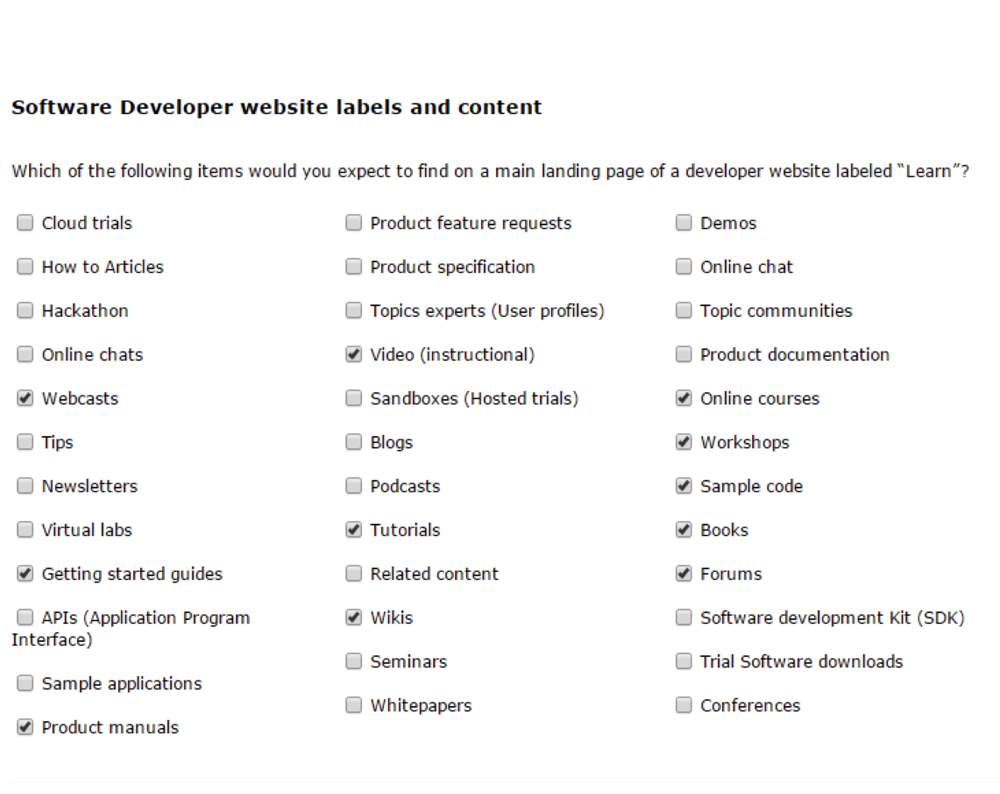 Software Developer website labels and content
Which of the following items would you expect to find on a main landing page of a developer website labeled “Learn”?
Cloud trials
How to Articles
Hackathon
Online chats
Webcasts
Tips
Newsletters
Virtual labs
Getting started guides
APIs (Application Program
Interface)
Sample applications
Product manuals
Product feature requests
Product specification
Topics experts (User profiles)
Video (instructional)
Sandboxes (Hosted trials)
Blogs
Podcasts
Tutorials
Related content
Wikis
Seminars
Whitepapers
Demos
Online chat
Topic communities
Product documentation
Online courses
Workshops
Sample code
Books
Forums
Software development Kit (SDK)
Trial Software downloads
Conferences